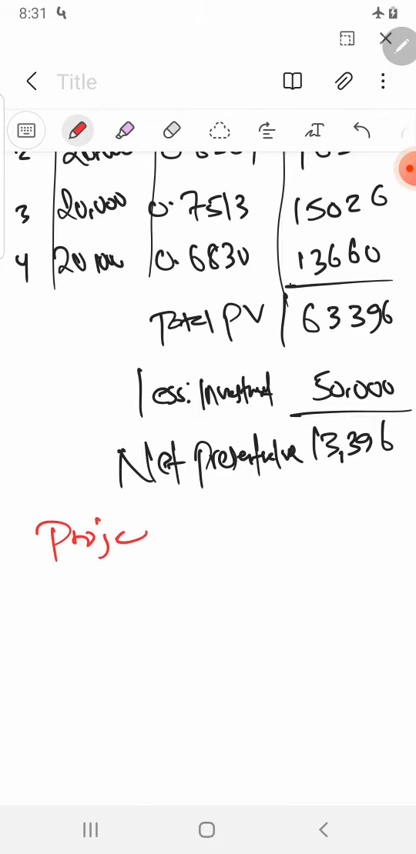 8:31
Title
3 20.000 0.7513 15026
4 20 000 0.6830 13660
Total PV 63396
less: Investment 50.000
Net Present value 13,396
Proje